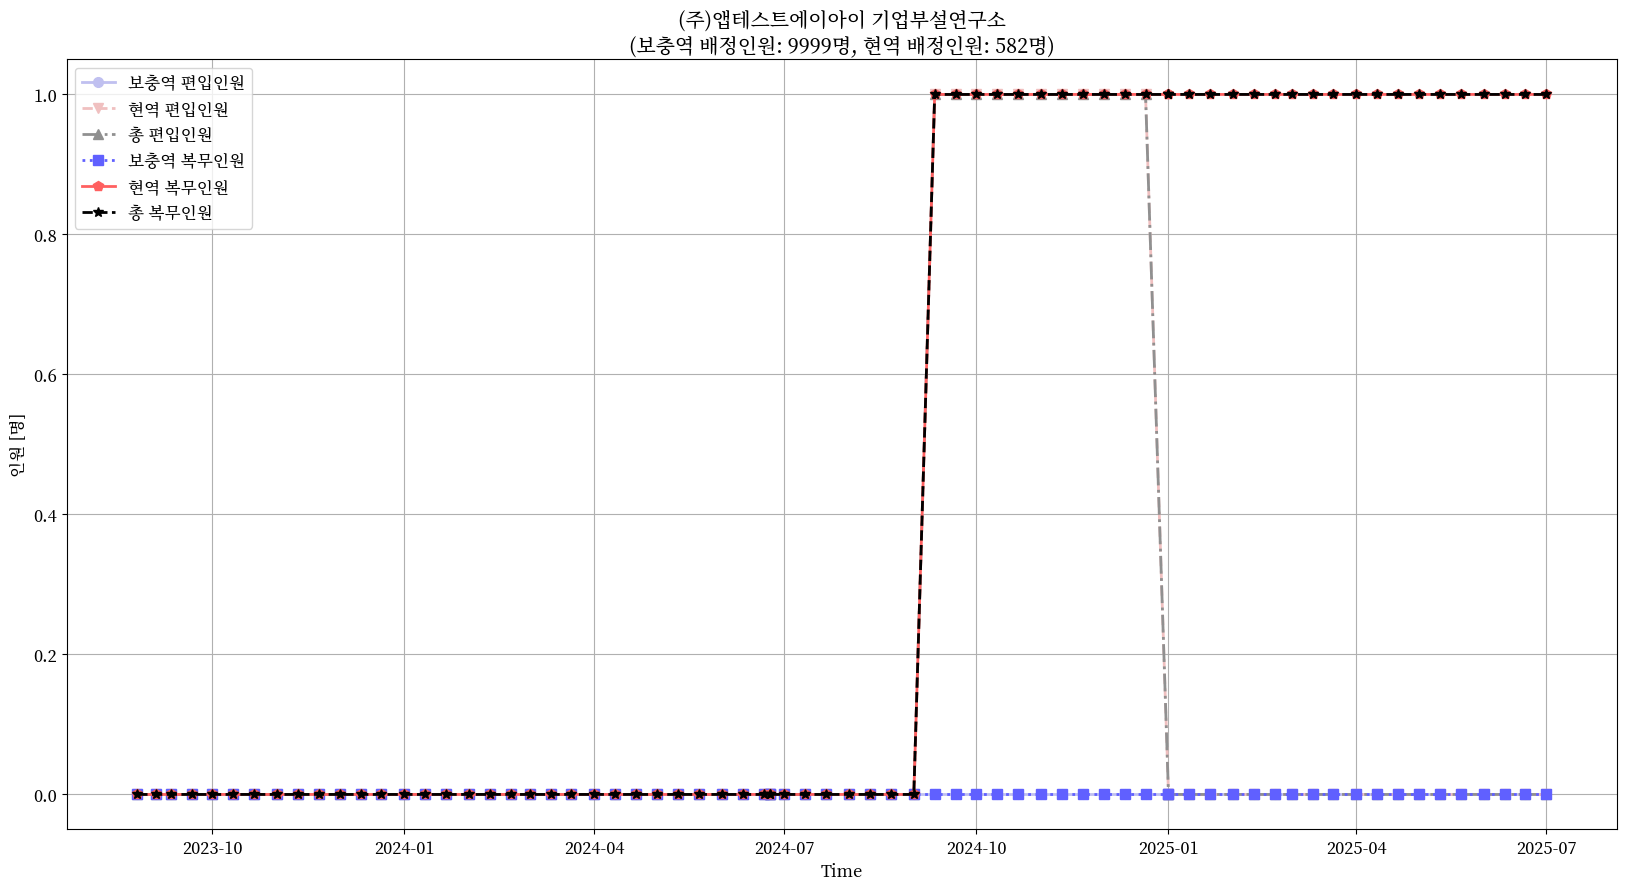 (주)앱테스트에이아이 기업부설연구소
(보충역 배정인원: 9999명, 현역 배정인원: 582명)
보충역 편입인원
현역 편입인원
총 편입인원
보충역 복무인원
현역 복무인원
총 복무인원
1.0
0.8
0.6
0.4
0.2
0.0
인원 [명]
2023-10 2024-01 2024-04 2024-07 2024-10 2025-01 2025-04 2025-07
Time